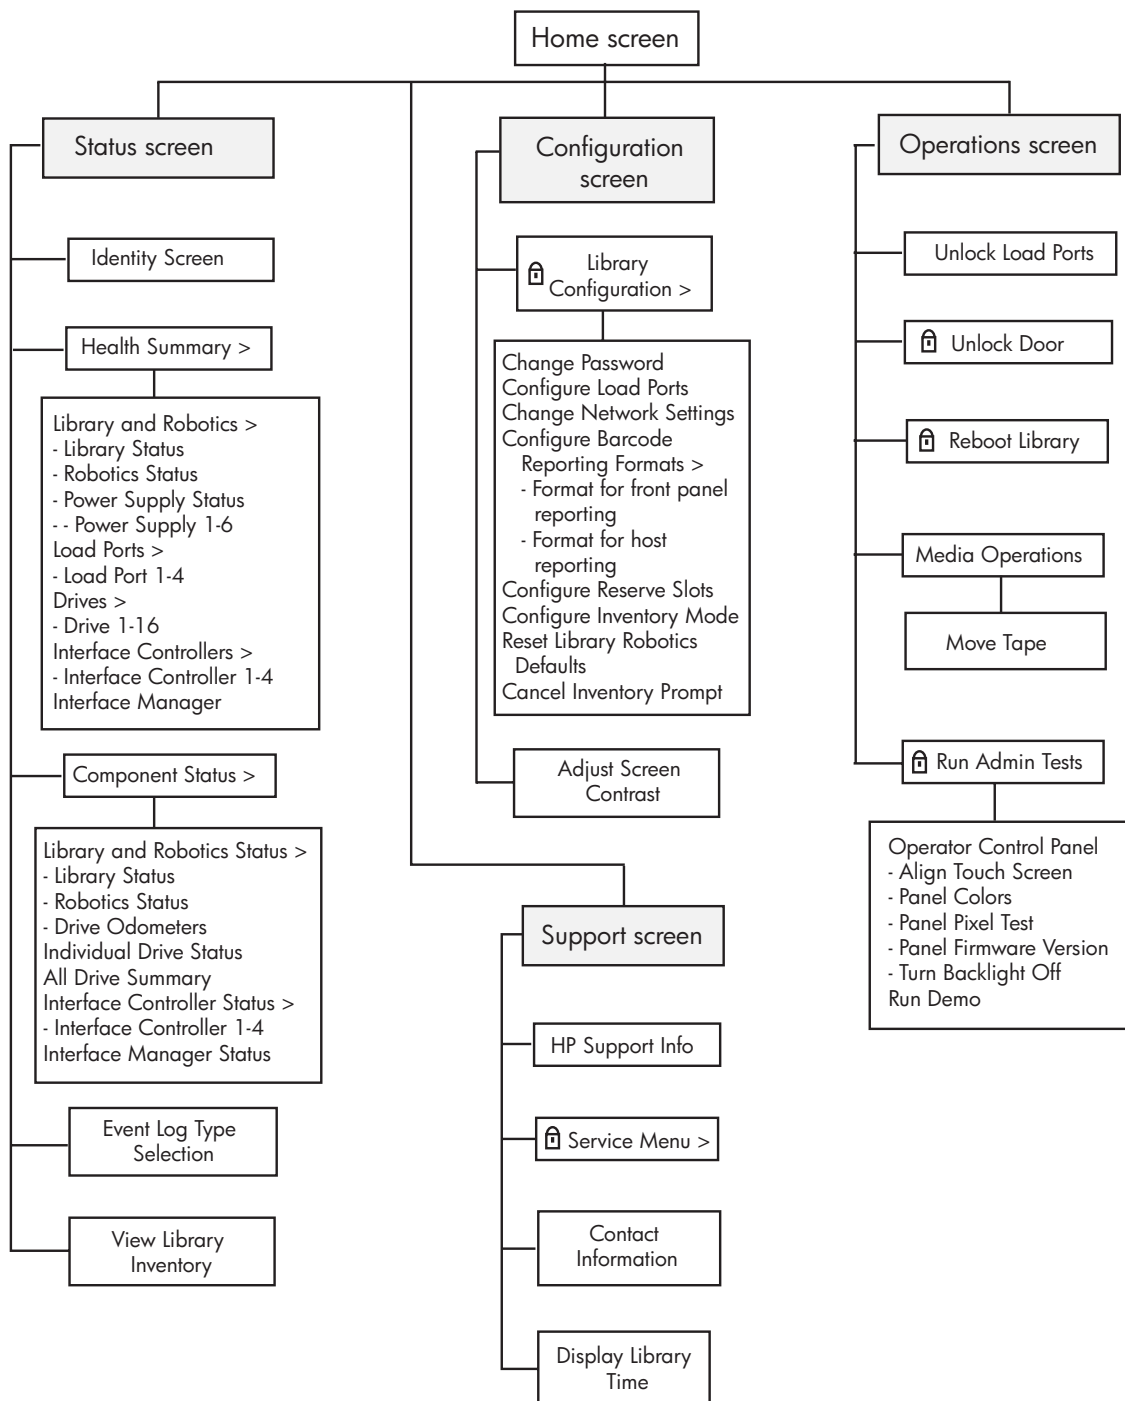 Home screen
Status screen
Identity Screen
Health Summary >
Library and Robotics >
- Library Status
- Robotics Status
- Power Supply Status
- - Power Supply 1-6
Load Ports >
- Load Port 1-4
Drives >
- Drive 1-16
Interface Controllers >
- Interface Controller 1-4
Interface Manager
Component Status >
Library and Robotics Status >
- Library Status
- Robotics Status
- Drive Odometers
Individual Drive Status
All Drive Summary
Interface Controller Status >
- Interface Controller 1-4
Interface Manager Status
Event Log Type
Selection
View Library
Inventory
Configuration
screen
Library
Configuration >
Change Password
Configure Load Ports
Change Network Settings
Configure Barcode
Reporting Formats >
- Format for front panel
reporting
- Format for host
reporting
Configure Reserve Slots
Configure Inventory Mode
Reset Library Robotics
Defaults
Cancel Inventory Prompt
Adjust Screen
Contrast
Support screen
HP Support Info
Service Menu >
Contact
Information
Display Library
Time
Operations screen
Unlock Load Ports
Unlock Door
Reboot Library
Media Operations
Move Tape
Run Admin Tests
Operator Control Panel
- Align Touch Screen
- Panel Colors
- Panel Pixel Test
- Panel Firmware Version
- Turn Backlight Off
Run Demo